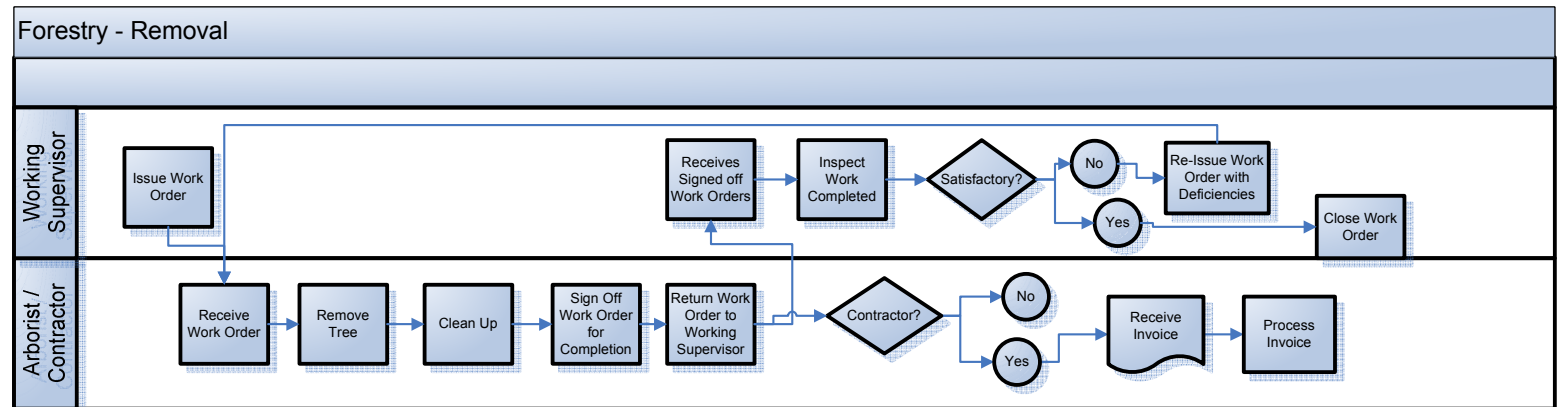 Forestry - Removal
Working
Supervisor
Issue Work
Order
Receives
Signed off
Work Orders
Inspect
Work
Completed
Satisfactory?
No
Yes
Re-Issue Work
Order with
Deficiencies
Close Work
Order
Arborist /
Contractor
Receive
Work Order
Remove
Tree
Clean Up
Sign Off
Work Order
for
Completion
Return Work
Order to
Working
Supervisor
Contractor?
No
Yes
Receive
Invoice
Process
Invoice